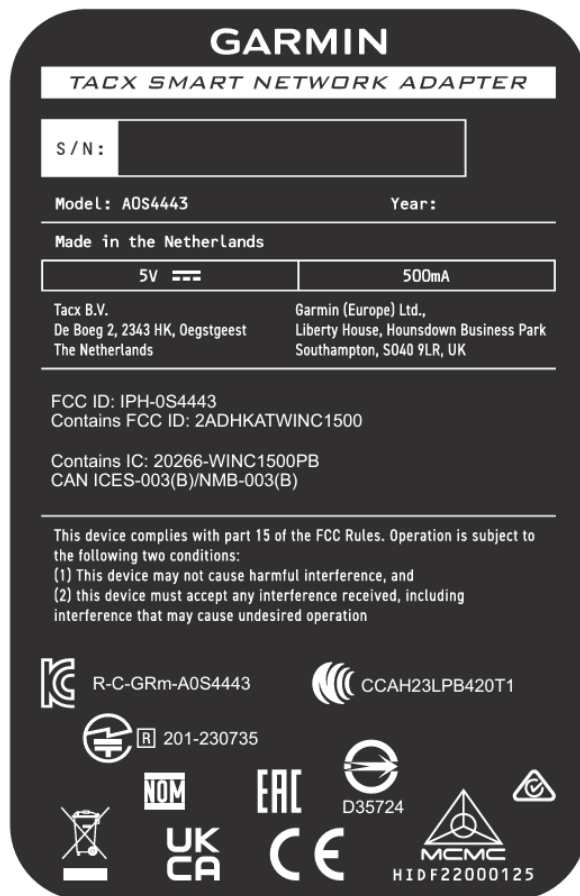 GARMIN
TACX SMART NETWORK ADAPTER
S/N:
Model: A0S4443 Year:
Made in the Netherlands
5V 500mA
Tacx B.V.
De Boeg 2, 2343 HK, Oegstgeest
The Netherlands
Garmin (Europe) Ltd.,
Liberty House, Hounsdown Business Park
Southampton, SO40 9LR, UK
FCC ID: IPH-0S4443
Contains FCC ID: 2ADHKATWINC1500
Contains IC: 20266-WINC1500PB
CAN ICES-003(B)/NMB-003(B)
This device complies with part 15 of the FCC Rules. Operation is subject to
the following two conditions:
(1) This device may not cause harmful interference, and
(2) this device must accept any interference received, including
interference that may cause undesired operation
R-C-GRm-A0S4443 CCAH23LPB420T1
R 201-230735
NOM
EAC
D35724
UK
CA
CE
MCMC
HIDF22000125